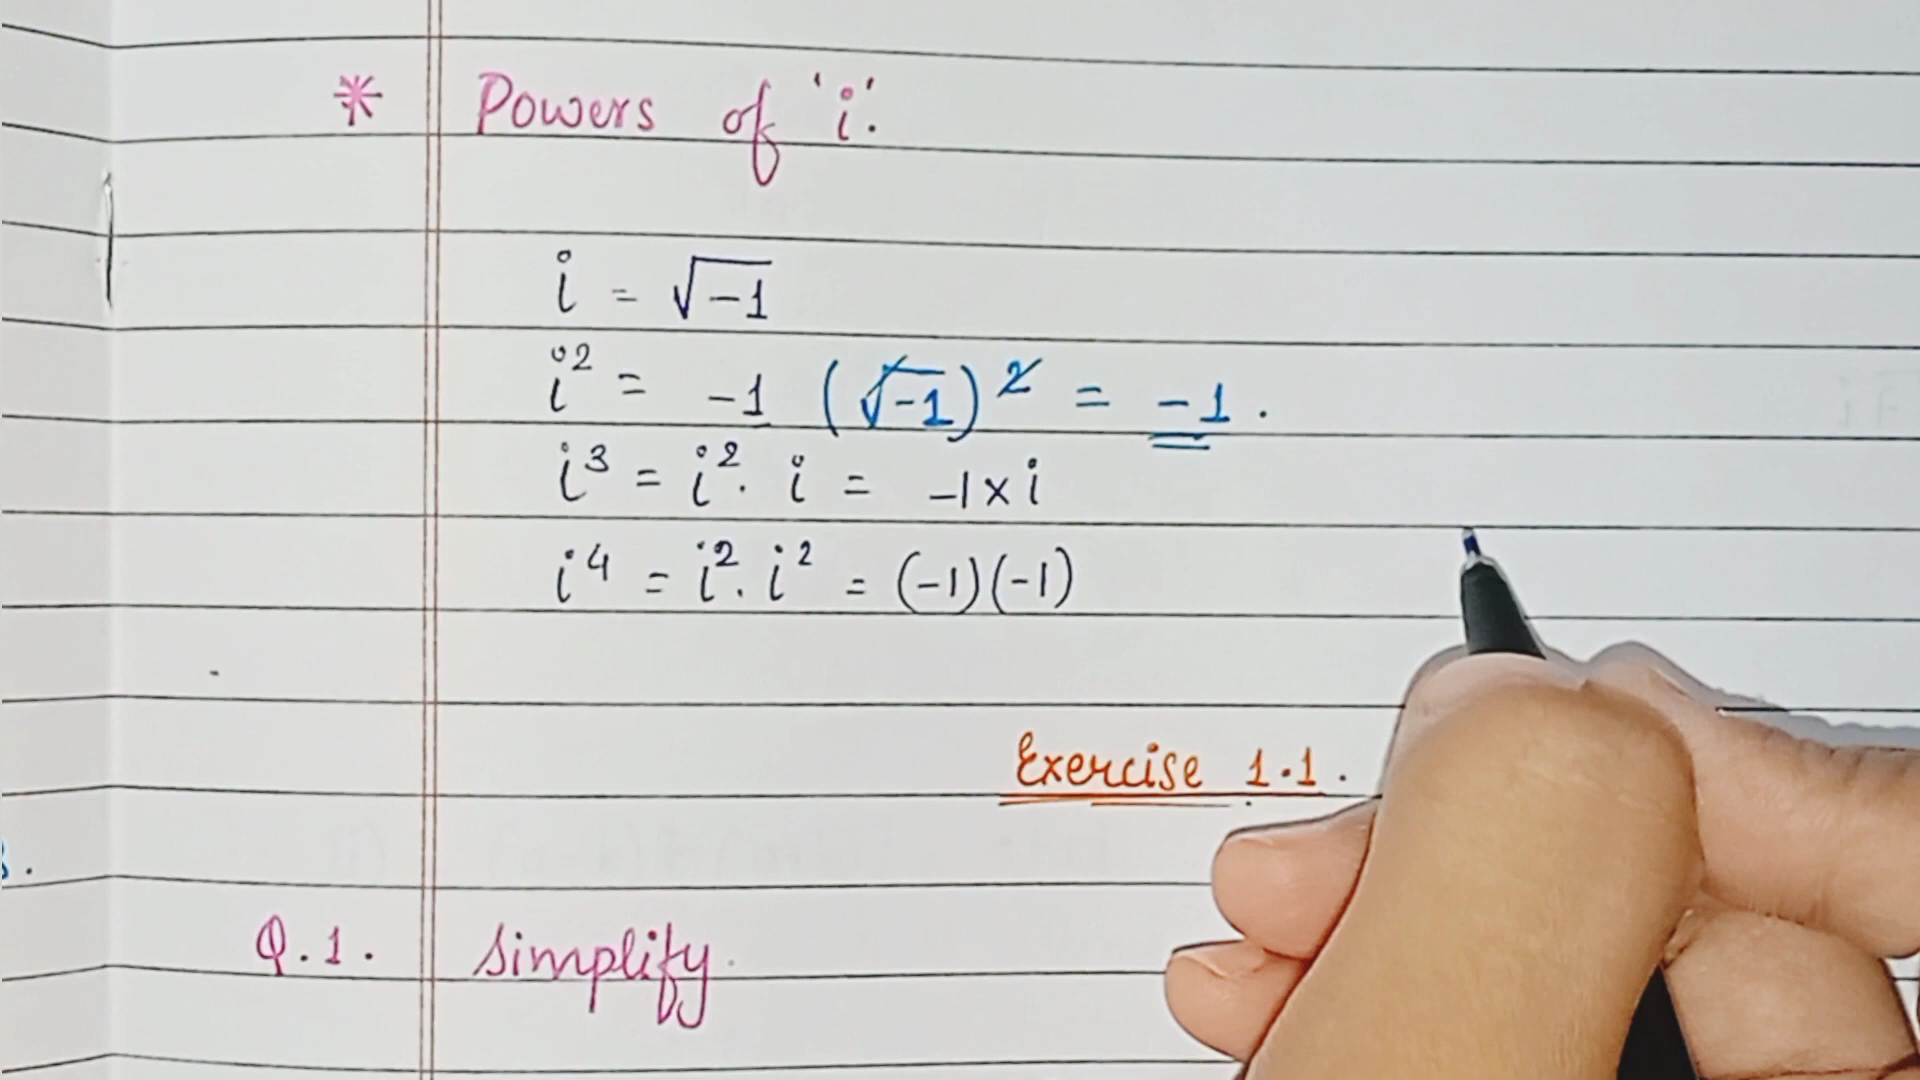 * Powers of 'i'.
i = √-1
i² = -1 (√-1)² = -1.
i³ = i². i = -1×i
i⁴ = i². i² = (-1)(-1)
Exercise 1.1.
Q.1. Simplify.